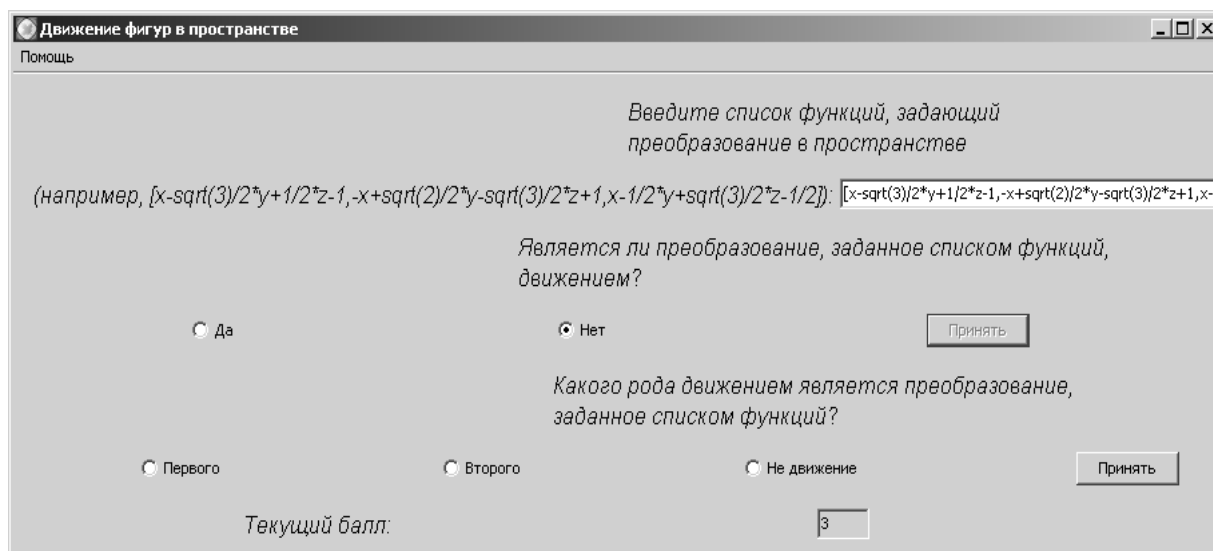 Движение фигур в пространстве
Помощь
Введите список функций, задающий
преобразование в пространстве
(например, [x-sqrt(3)/2*y+1/2*z-1,-x+sqrt(2)/2*y-sqrt(3)/2*z+1,x-1/2*y+sqrt(3)/2*z-1/2]): [x-sqrt(3)/2*y+1/2*z-1,-x+sqrt(2)/2*y-sqrt(3)/2*z+1,x-
Является ли преобразование, заданное списком функций,
движением?
Да Нет Принять
Какого рода движением является преобразование,
заданное списком функций?
Первого Второго Не движение Принять
Текущий балл: 3